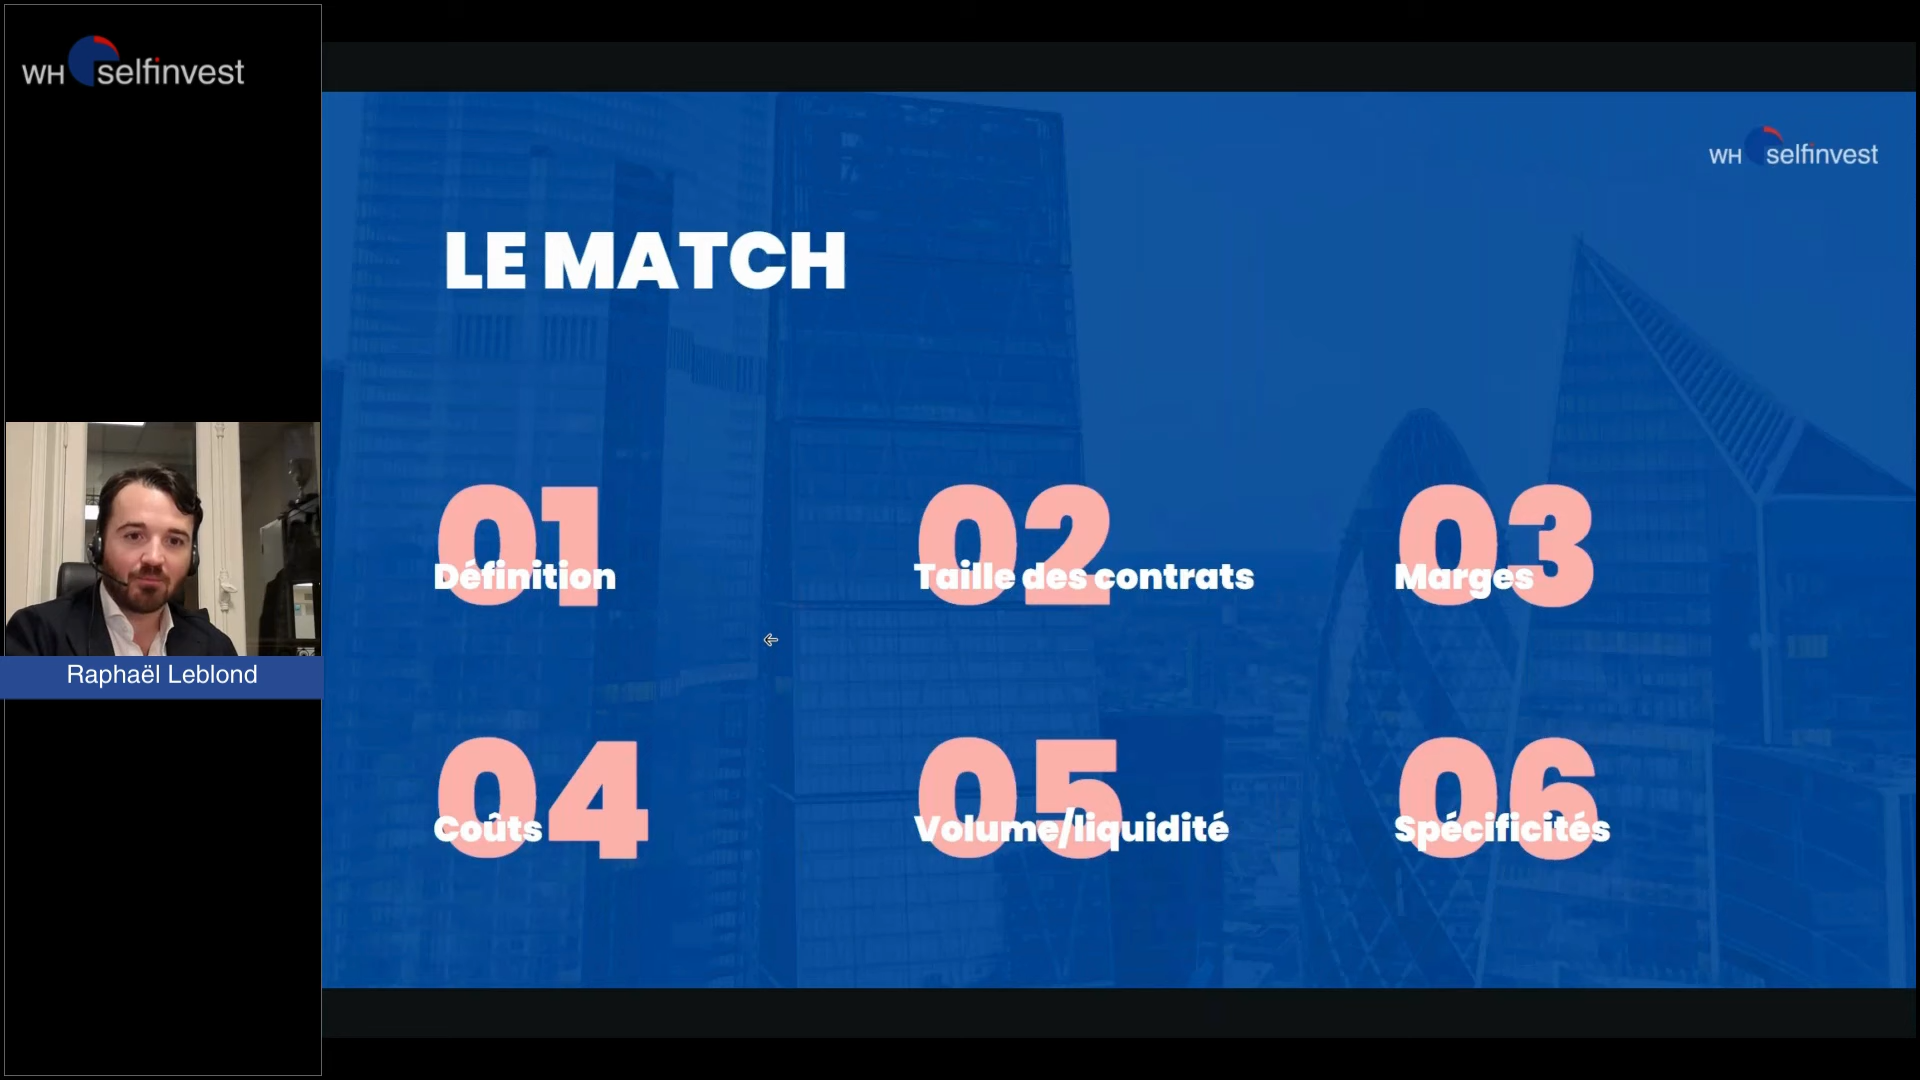 WH selfinvest
Raphaël Leblond
WH selfinvest
LE MATCH
01
Définition
02
Taille des contrats
03
Marges
04
Coûts
05
Volume/liquidité
06
Spécificités